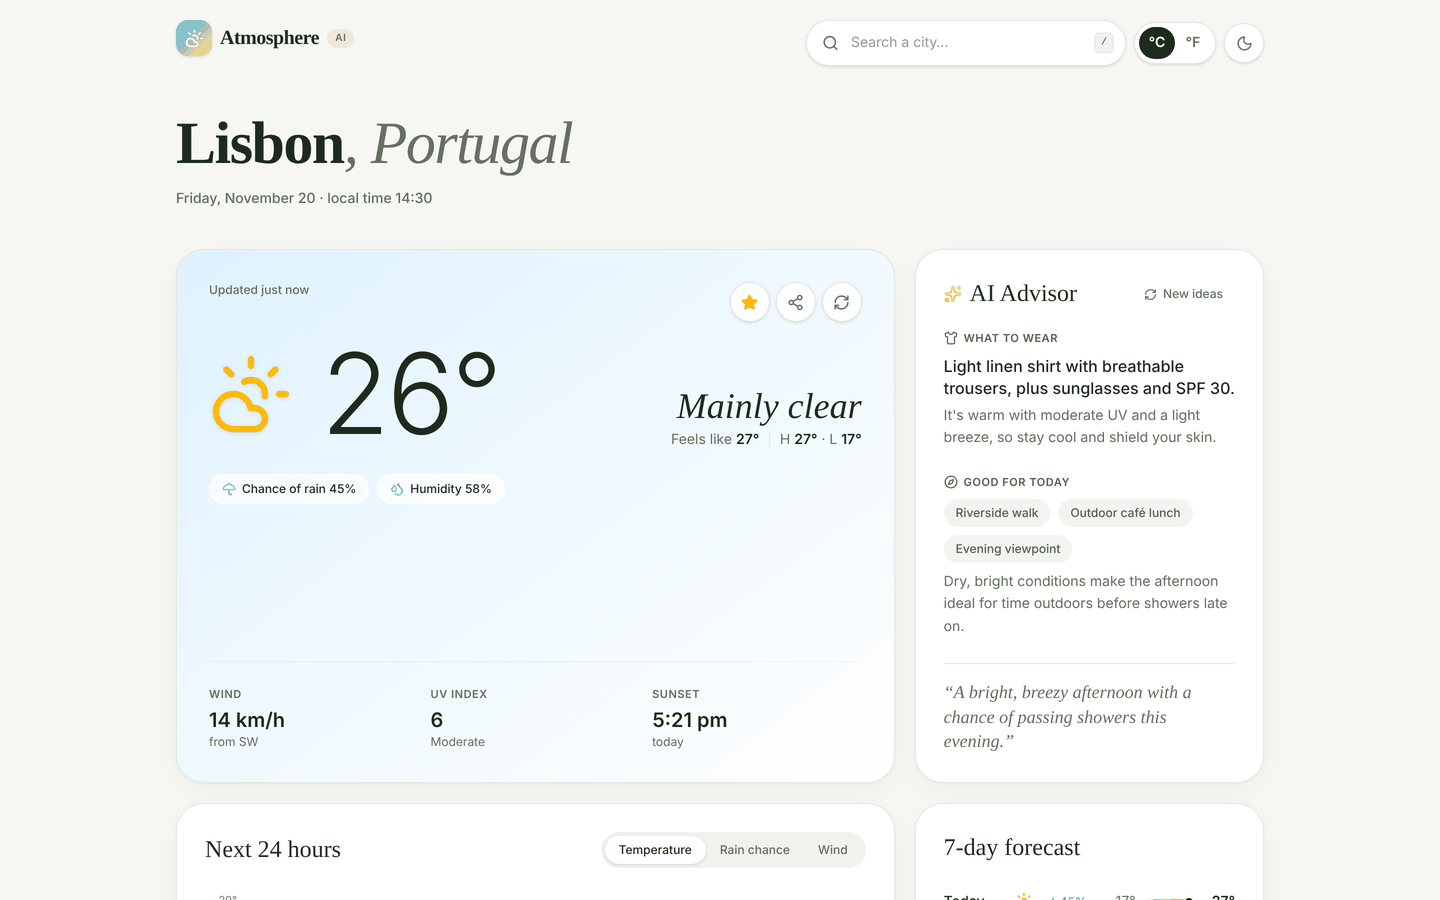 Atmosphere AI
Search a city... /
°C °F
Lisbon, Portugal
Friday, November 20 · local time 14:30
Updated just now
26°
Mainly clear
Feels like 27° H 27° · L 17°
Chance of rain 45% Humidity 58%
WIND
14 km/h
from SW
UV INDEX
6
Moderate
SUNSET
5:21 pm
today
AI Advisor
New ideas
WHAT TO WEAR
Light linen shirt with breathable
trousers, plus sunglasses and SPF 30.
It's warm with moderate UV and a light
breeze, so stay cool and shield your skin.
GOOD FOR TODAY
Riverside walk Outdoor café lunch
Evening viewpoint
Dry, bright conditions make the afternoon
ideal for time outdoors before showers late
on.
“A bright, breezy afternoon with a
chance of passing showers this
evening.”
Next 24 hours
Temperature Rain chance Wind
29°
7-day forecast
Today 45% 17° 27°